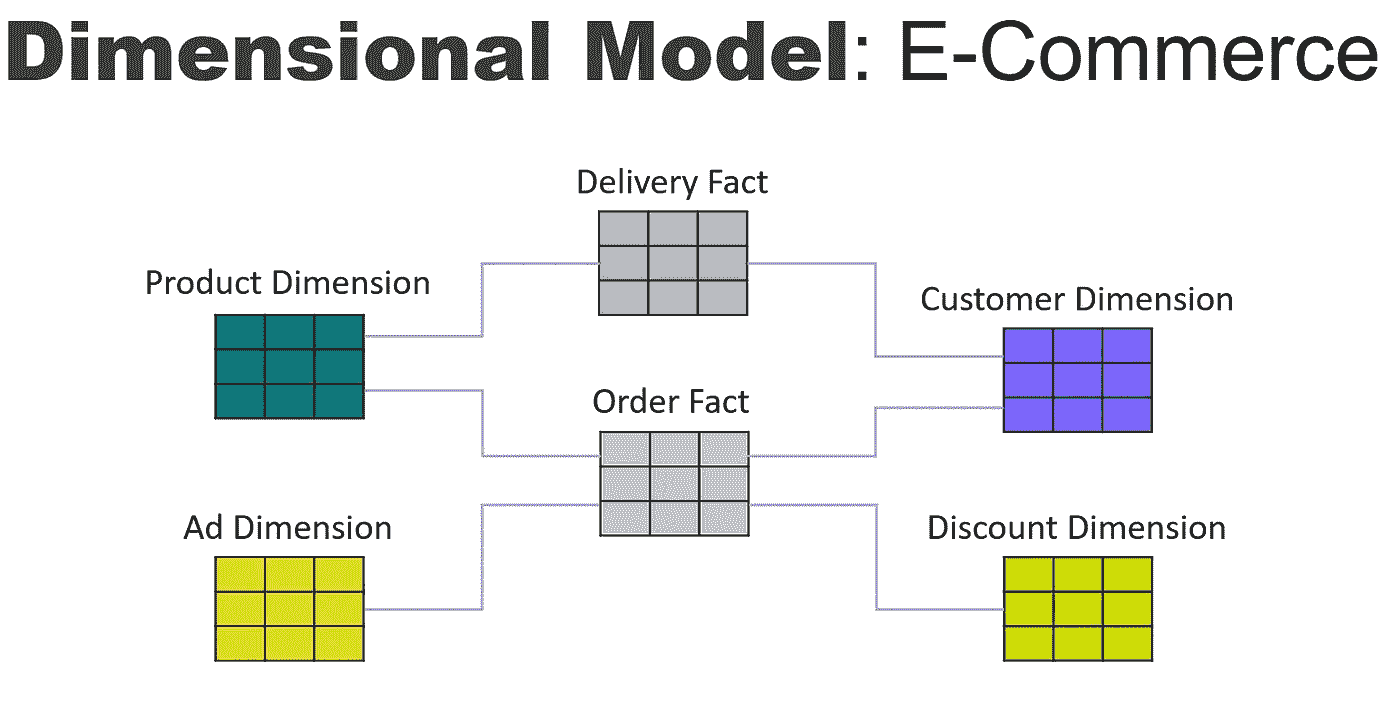 Dimensional Model: E-Commerce
Delivery Fact
Product Dimension
Customer Dimension
Order Fact
Ad Dimension
Discount Dimension